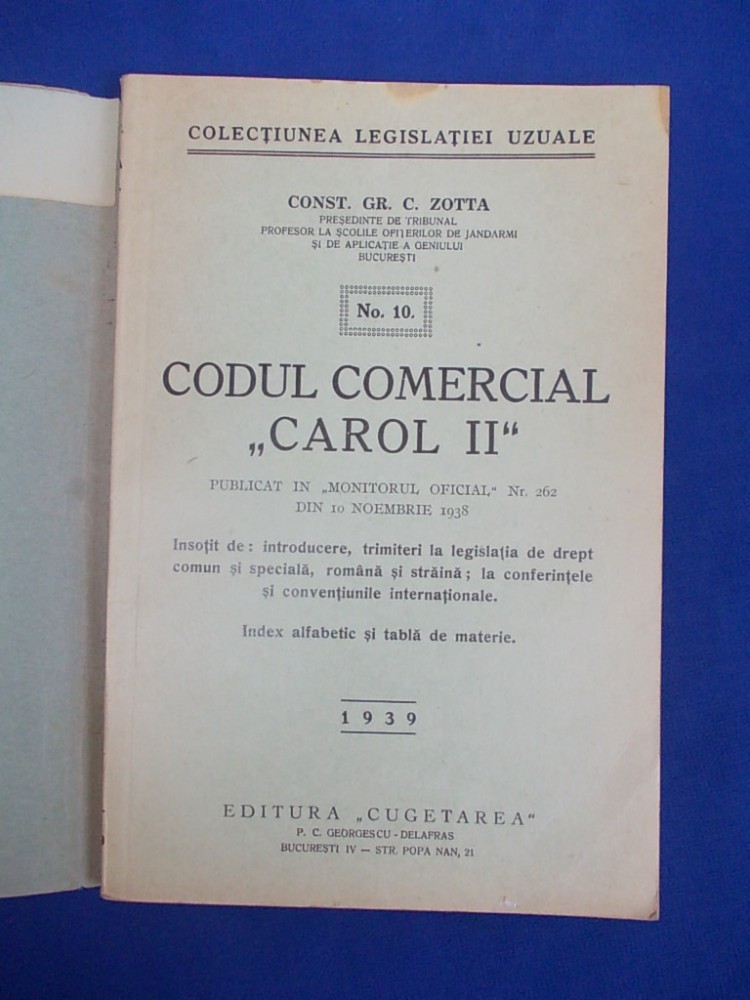 COLECȚIUNEA LEGISLAȚIEI UZUALE
CONST. GR. C. ZOTTA
PREȘEDINTE DE TRIBUNAL
PROFESOR LA ȘCOLILE OFIȚERILOR DE JANDARMI
ȘI DE APLICAȚIE A GENIULUI
BUCUREȘTI
No. 10.
CODUL COMERCIAL
„CAROL II“
PUBLICAT IN „MONITORUL OFICIAL“ Nr. 262
DIN 10 NOEMBRIE 1938
Insoțit de: introducere, trimiteri la legislația de drept
comun și specială, română și străină; la conferințele
și convențiunile internaționale.
Index alfabetic și tablă de materie.
1939
EDITURA „CUGETAREA“
P. C. GEORGESCU - DELAFRAS
BUCUREȘTI IV — STR. POPA NAN, 21